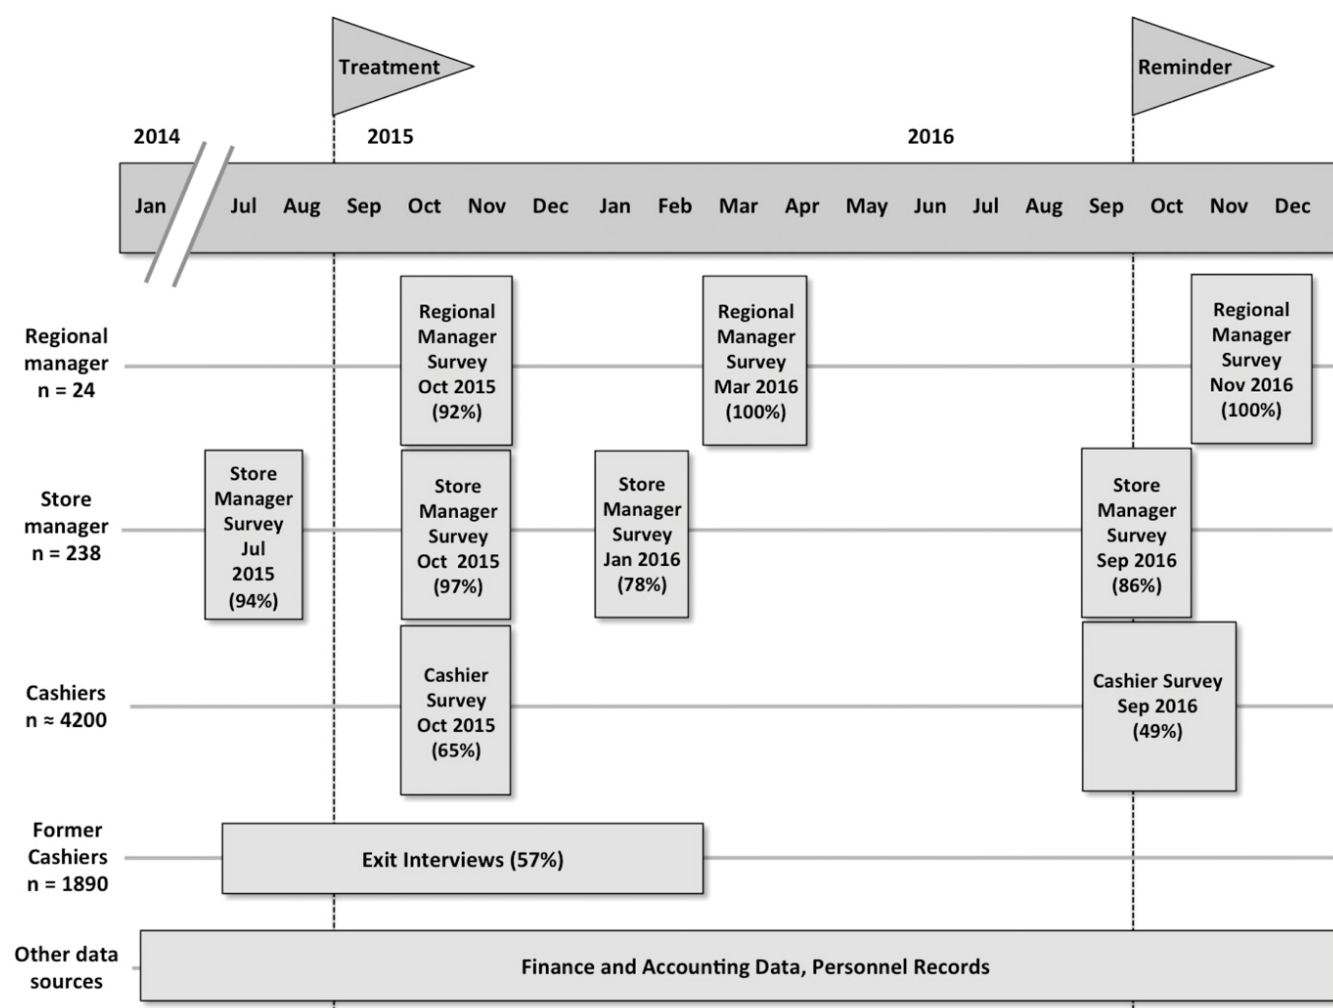 Treatment
Reminder
2014
2015
2016
Jan
Jul
Aug
Sep
Oct
Nov
Dec
Jan
Feb
Mar
Apr
May
Jun
Jul
Aug
Sep
Oct
Nov
Dec
Regional
manager
n = 24
Regional
Manager
Survey
Oct 2015
(92%)
Regional
Manager
Survey
Mar 2016
(100%)
Regional
Manager
Survey
Nov 2016
(100%)
Store
manager
n = 238
Store
Manager
Survey
Jul
2015
(94%)
Store
Manager
Survey
Oct 2015
(97%)
Store
Manager
Survey
Jan 2016
(78%)
Store
Manager
Survey
Sep 2016
(86%)
Cashiers
n ≈ 4200
Cashier
Survey
Oct 2015
(65%)
Cashier Survey
Sep 2016
(49%)
Former
Cashiers
n = 1890
Exit Interviews (57%)
Other data
sources
Finance and Accounting Data, Personnel Records